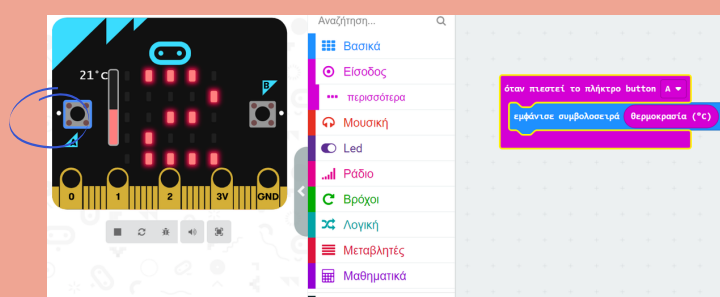 21°C
A
B
0 1 2 3V GND
Αναζήτηση...
Βασικά
Είσοδος
περισσότερα
Μουσική
Led
Ράδιο
Βρόχοι
Λογική
Μεταβλητές
Μαθηματικά
όταν πιεστεί το πλήκτρο button A
εμφάνισε συμβολοσειρά θερμοκρασία (°C)